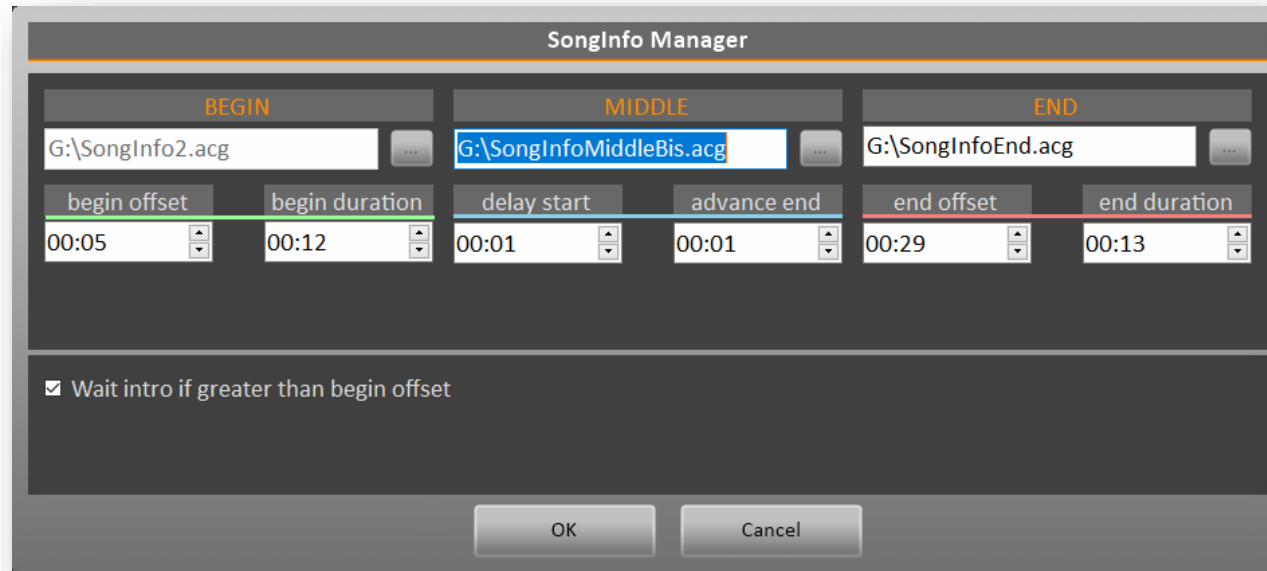 SongInfo Manager
BEGIN MIDDLE END
G:\SongInfo2.acg ... G:\SongInfoMiddleBis.acg ... G:\SongInfoEnd.acg ...
begin offset begin duration delay start advance end end offset end duration
00:05 00:12 00:01 00:01 00:29 00:13
Wait intro if greater than begin offset
OK Cancel